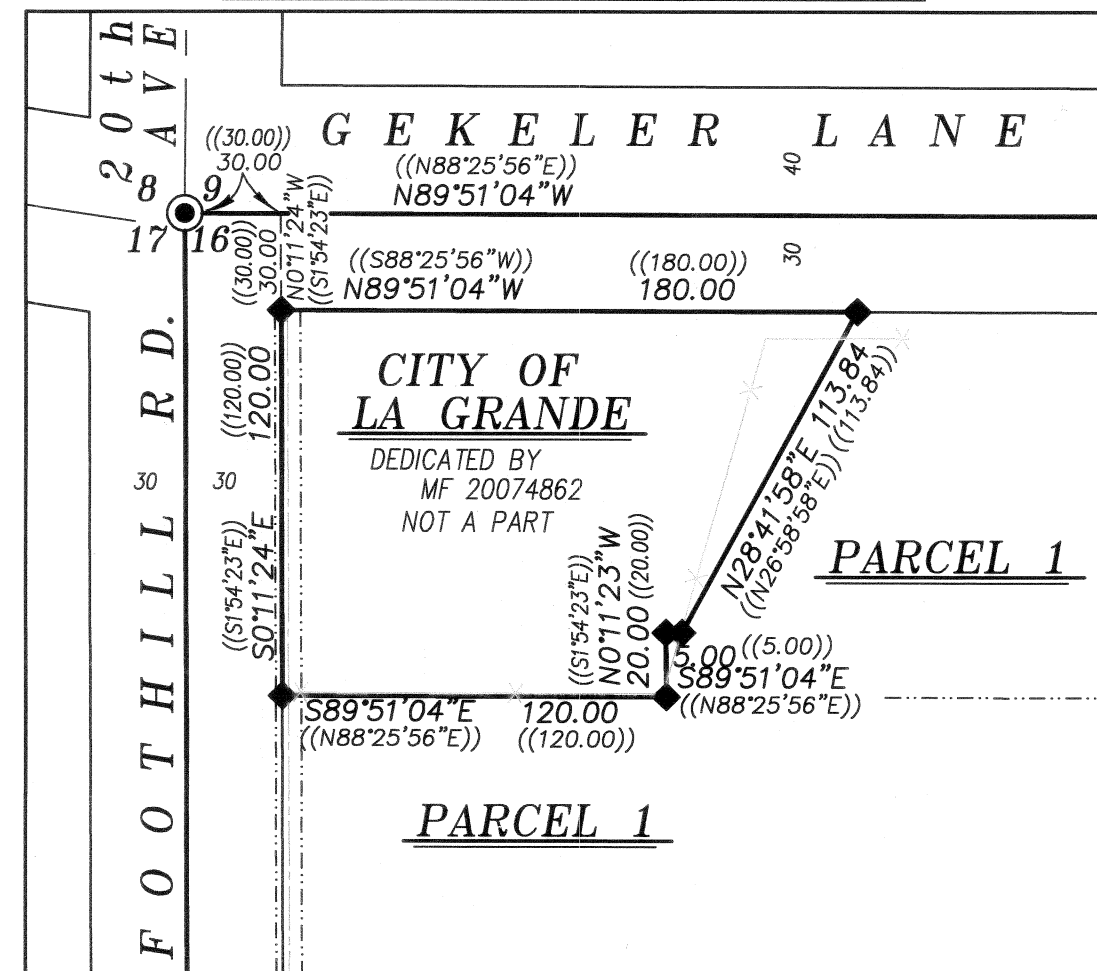 20th
AVE
GEKELER LANE
((30.00))
30.00
((N88°25'56"E))
N89°51'04"W
40
8
9
17
16
((30.00))
30.00
N0°11'24"W
((S1°54'23"E))
((S88°25'56"W))
N89°51'04"W
((180.00))
180.00
30
FOOTHILL RD.
((120.00))
120.00
CITY OF
LA GRANDE
DEDICATED BY
MF 20074862
NOT A PART
30
30
((S1°54'23"E))
S0°11'24"E
N28°41'58"E 113.84
((N26°58'58"E)) ((113.84))
PARCEL 1
((S1°54'23"E))
N0°11'23"W
20.00 ((20.00))
5.00 ((5.00))
S89°51'04"E
((N88°25'56"E))
S89°51'04"E 120.00
((N88°25'56"E)) ((120.00))
PARCEL 1